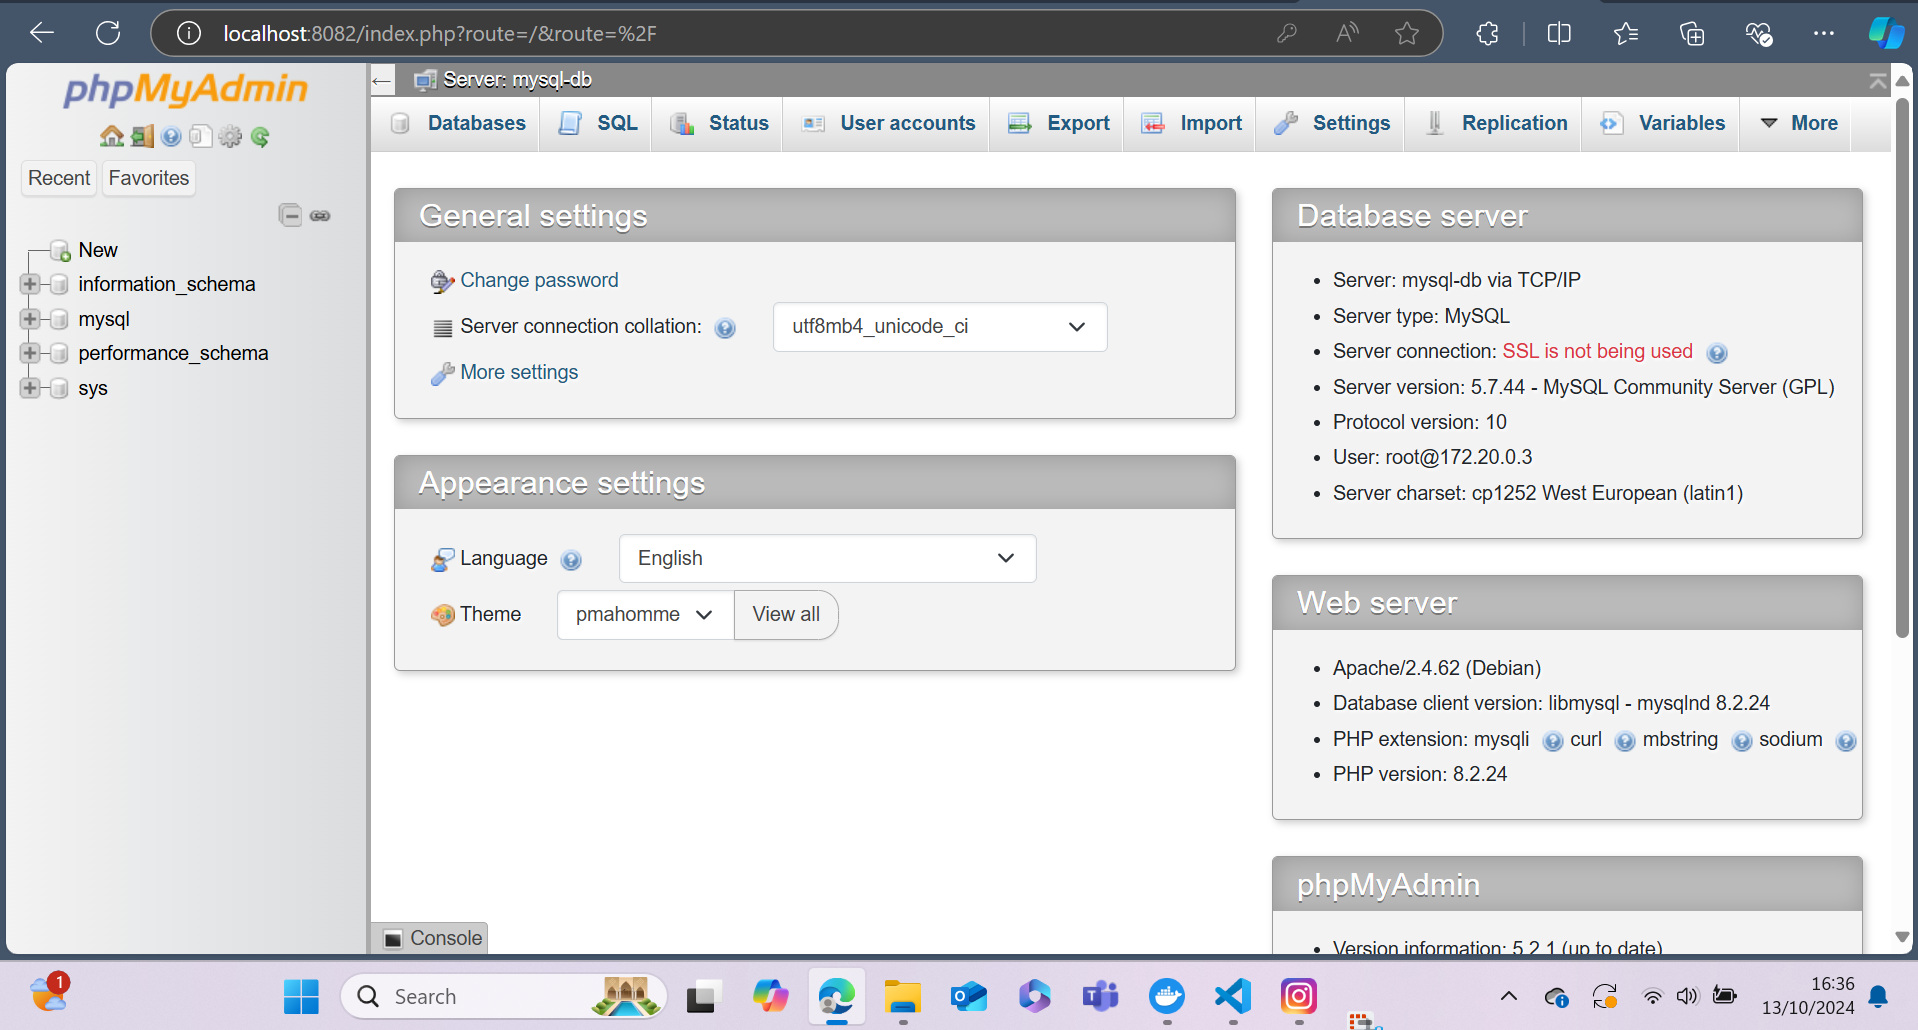 localhost:8082/index.php?route=/&route=%2F
phpMyAdmin
Recent Favorites
New
information_schema
mysql
performance_schema
sys
Server: mysql-db
Databases SQL Status User accounts Export Import Settings Replication Variables More
General settings
Change password
Server connection collation: utf8mb4_unicode_ci
More settings
Appearance settings
Language English
Theme pmahomme View all
Database server
Server: mysql-db via TCP/IP
Server type: MySQL
Server connection: SSL is not being used
Server version: 5.7.44 - MySQL Community Server (GPL)
Protocol version: 10
User: root@172.20.0.3
Server charset: cp1252 West European (latin1)
Web server
Apache/2.4.62 (Debian)
Database client version: libmysql - mysqlnd 8.2.24
PHP extension: mysqli curl mbstring sodium
PHP version: 8.2.24
phpMyAdmin
Version information: 5.2.1 (up to date)
Console
1
Search
16:36
13/10/2024